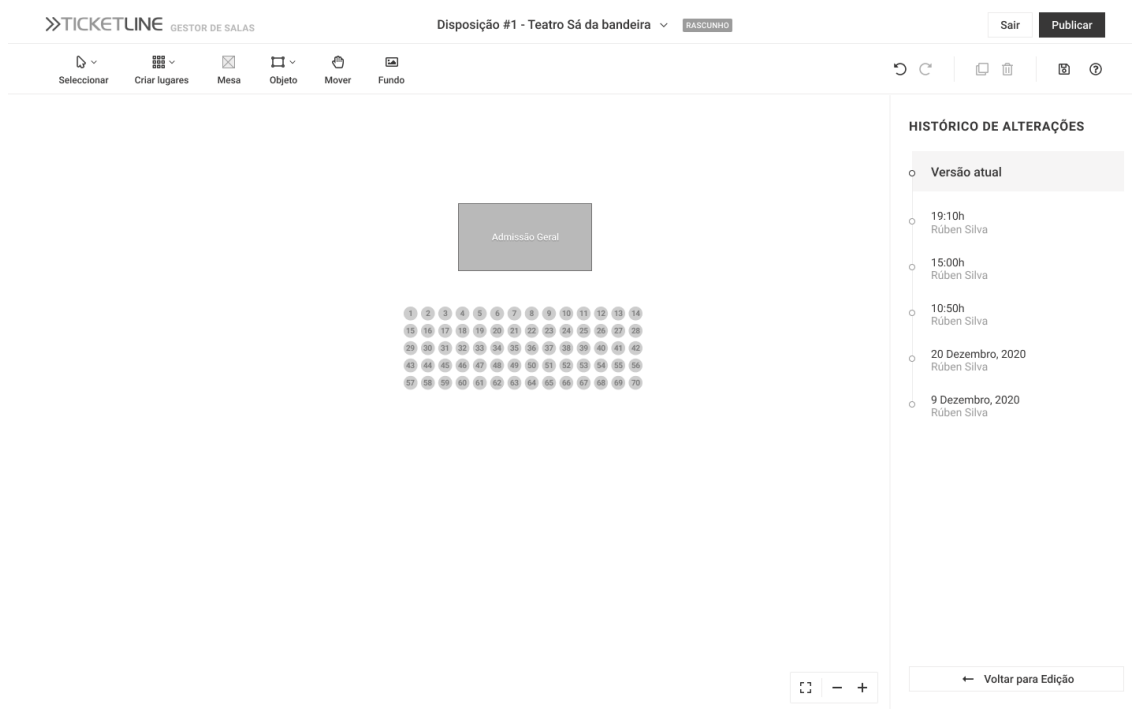 TICKETLINE GESTOR DE SALAS
Disposição #1 - Teatro Sá da bandeira
RASCUNHO
Sair
Publicar
Seleccionar
Criar lugares
Mesa
Objeto
Mover
Fundo
HISTÓRICO DE ALTERAÇÕES
Versão atual
19:10h
Rúben Silva
15:00h
Rúben Silva
10:50h
Rúben Silva
20 Dezembro, 2020
Rúben Silva
9 Dezembro, 2020
Rúben Silva
Admissão Geral
1 2 3 4 5 6 7 8 9 10 11 12 13 14
15 16 17 18 19 20 21 22 23 24 25 26 27 28
29 30 31 32 33 34 35 36 37 38 39 40 41 42
43 44 45 46 47 48 49 50 51 52 53 54 55 56
57 58 59 60 61 62 63 64 65 66 67 68 69 70
Voltar para Edição